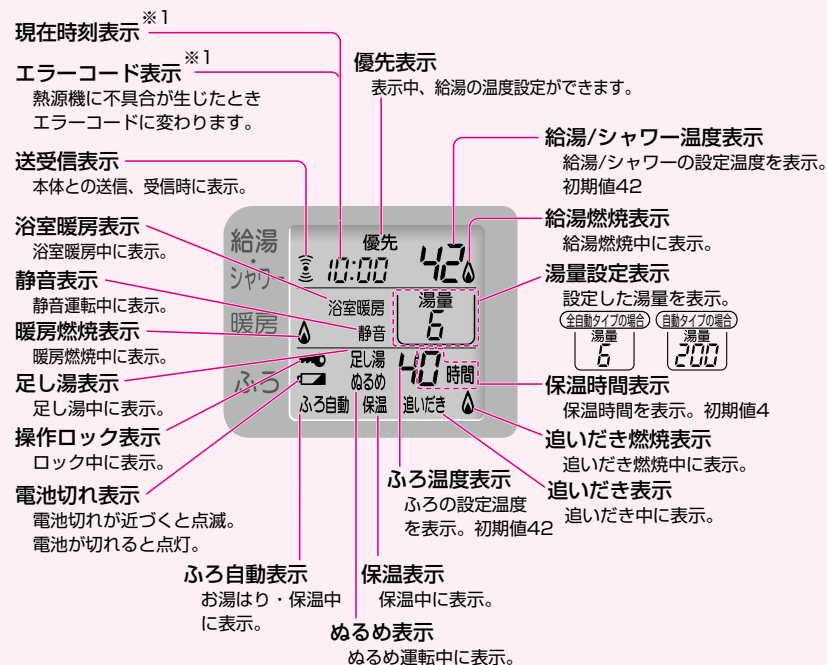 現在時刻表示※1
エラーコード表示※1
熱源機に不具合が生じたとき
エラーコードに変わります。
送受信表示
本体との送信、受信時に表示。
浴室暖房表示
浴室暖房中に表示。
静音表示
静音運転中に表示。
暖房燃焼表示
暖房燃焼中に表示。
足し湯表示
足し湯中に表示。
操作ロック表示
ロック中に表示。
電池切れ表示
電池切れが近づくと点滅。
電池が切れると点灯。
優先表示
表示中、給湯の温度設定ができます。
給湯・シャワー
暖房
ふろ
優先
10:00
42
浴室暖房
静音
湯量
6
足し湯
ぬるめ
40
時間
ふろ自動 保温 追いだき
給湯/シャワー温度表示
給湯/シャワーの設定温度を表示。
初期値42
給湯燃焼表示
給湯燃焼中に表示。
湯量設定表示
設定した湯量を表示。
全自動タイプの場合 自動タイプの場合
湯量 湯量
6 200
保温時間表示
保温時間を表示。初期値4
追いだき燃焼表示
追いだき燃焼中に表示。
追いだき表示
追いだき中に表示。
ふろ温度表示
ふろの設定温度
を表示。初期値42
ふろ自動表示
お湯はり・保温中
に表示。
保温表示
保温中に表示。
ぬるめ表示
ぬるめ運転中に表示。